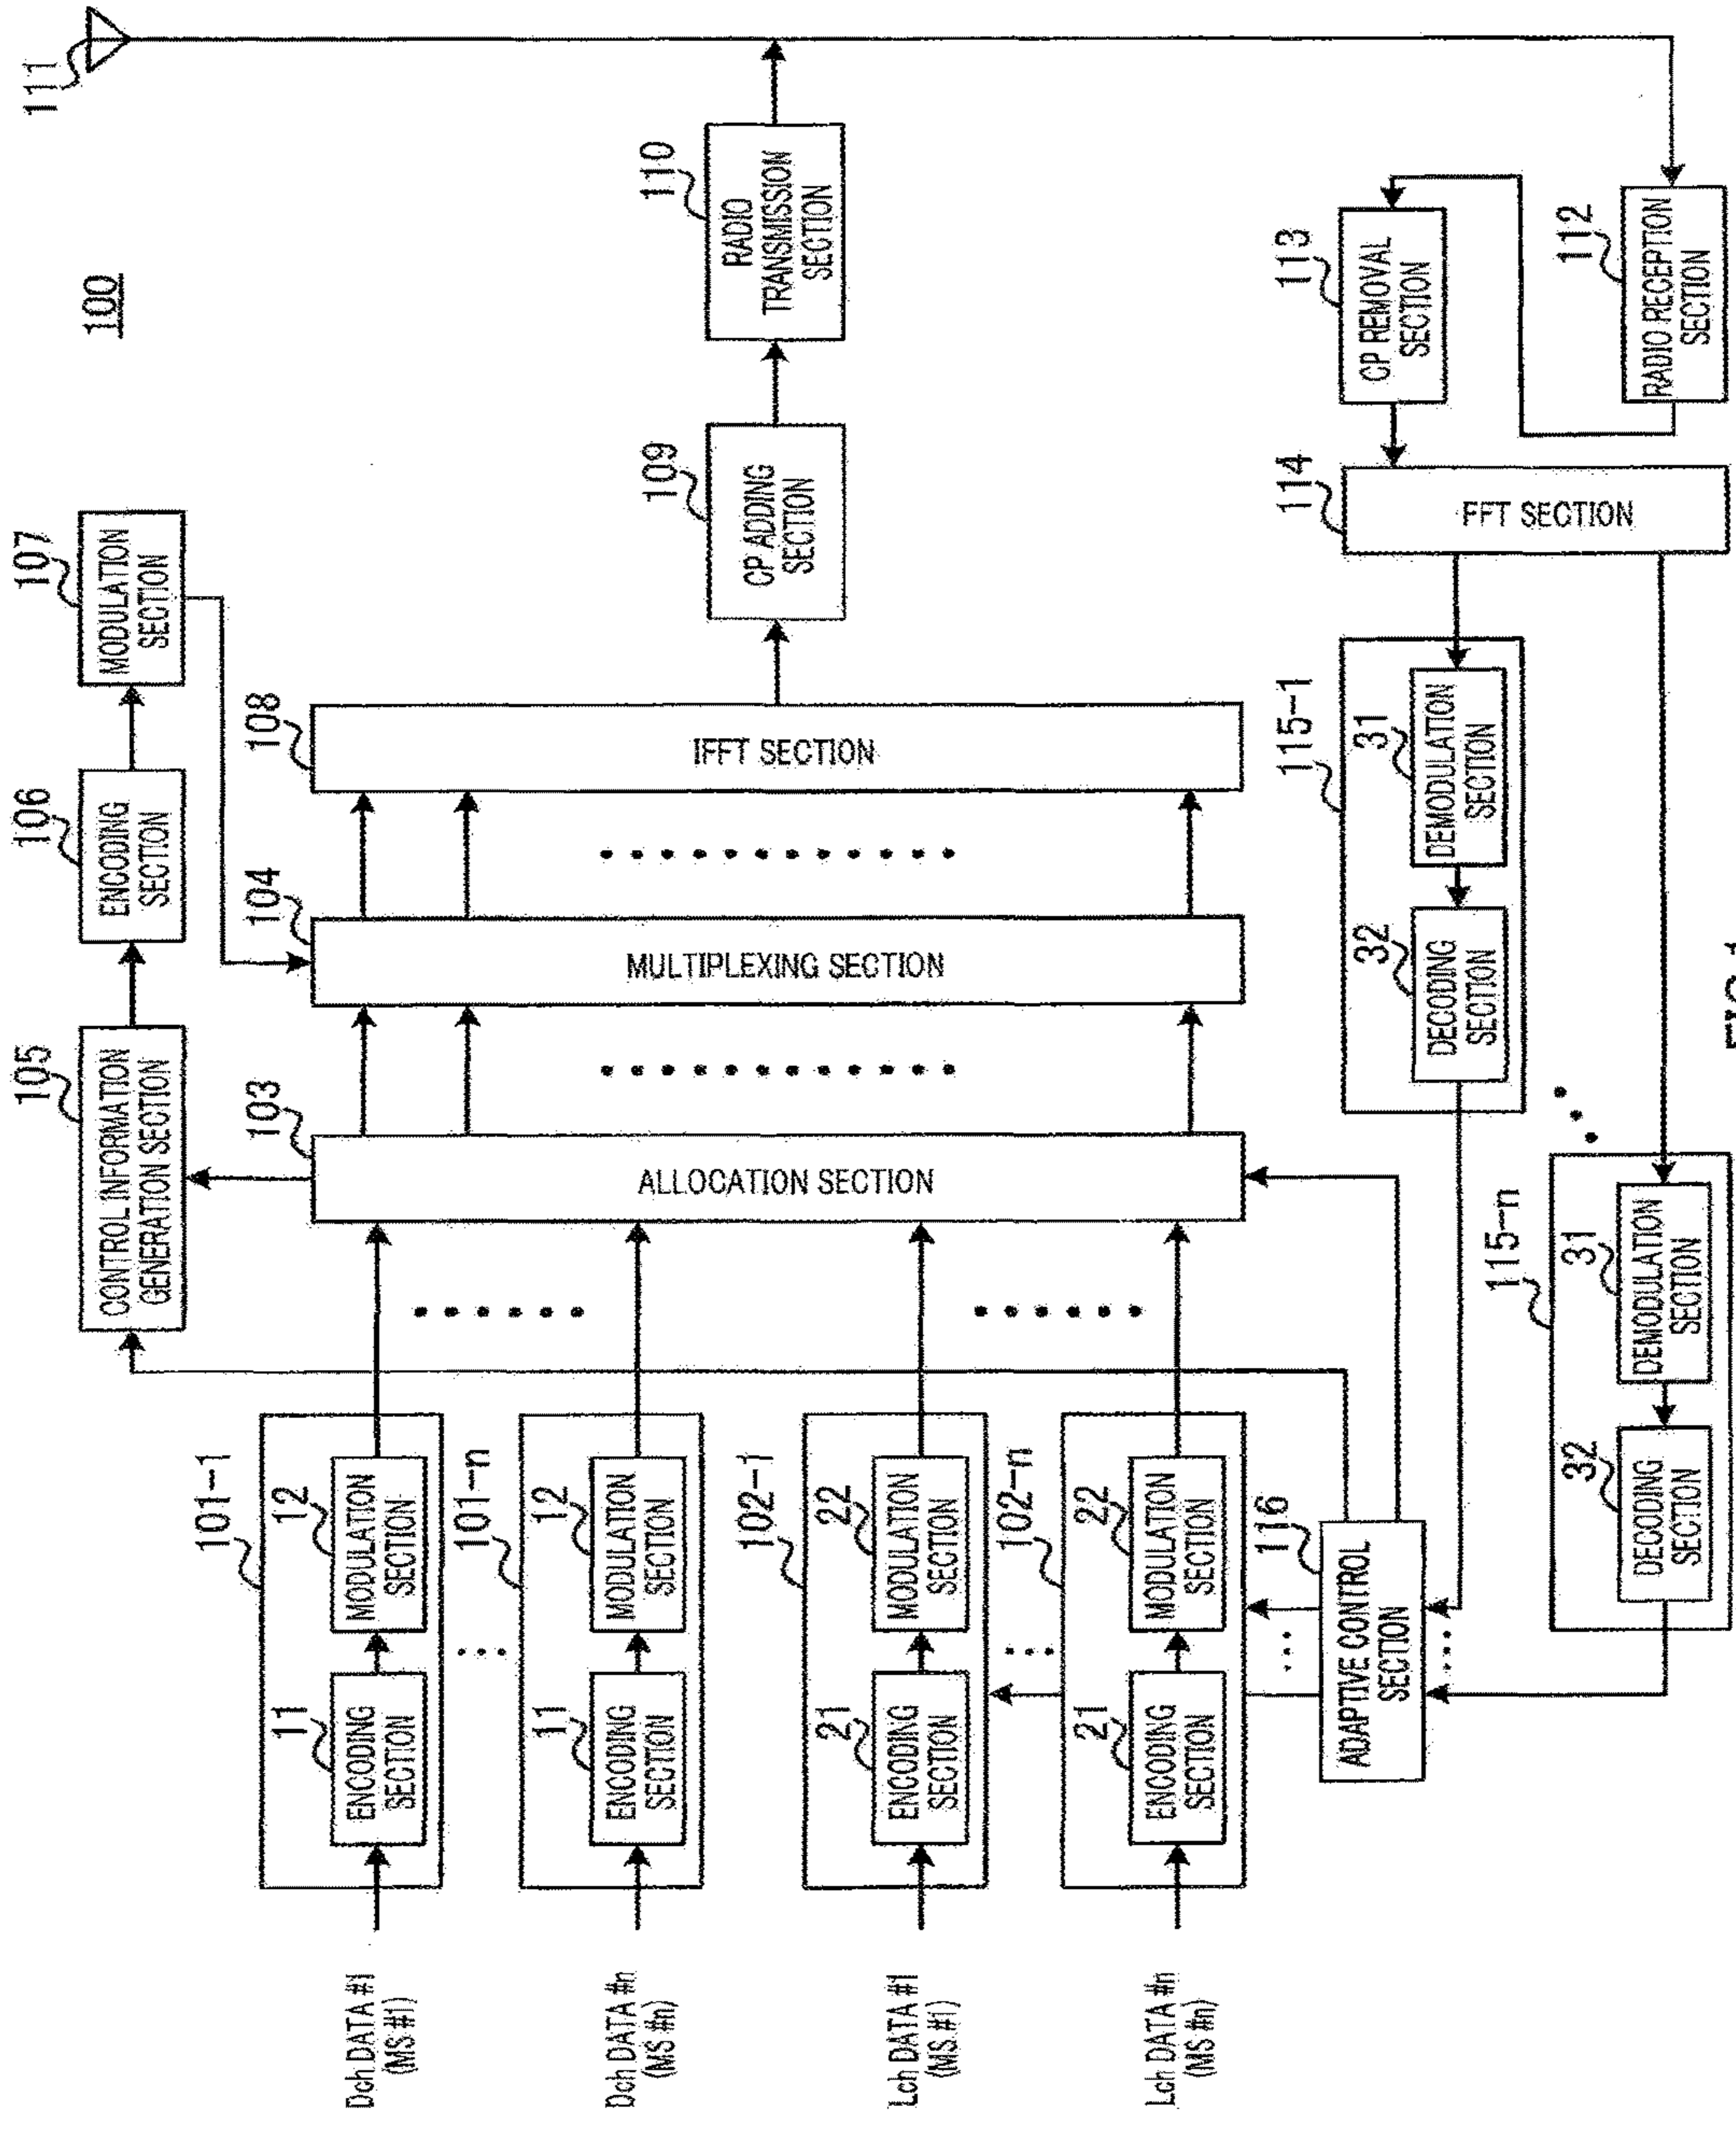 100
111
105
CONTROL INFORMATION
GENERATION SECTION
106
ENCODING
SECTION
107
MODULATION
SECTION
101-1
11
ENCODING
SECTION
12
MODULATION
SECTION
Dch DATA #1
(MS #1)
101-n
11
ENCODING
SECTION
12
MODULATION
SECTION
Dch DATA #n
(MS #n)
102-1
21
ENCODING
SECTION
22
MODULATION
SECTION
Lch DATA #1
(MS #1)
102-n
21
ENCODING
SECTION
22
MODULATION
SECTION
Lch DATA #n
(MS #n)
103
ALLOCATION SECTION
104
MULTIPLEXING SECTION
108
IFFT SECTION
109
CP ADDING
SECTION
110
RADIO
TRANSMISSION
SECTION
116
ADAPTIVE CONTROL
SECTION
115-1
32
DECODING
SECTION
31
DEMODULATION
SECTION
114
FFT SECTION
113
CP REMOVAL
SECTION
112
RADIO RECEPTION
SECTION
115-n
32
DECODING
SECTION
31
DEMODULATION
SECTION